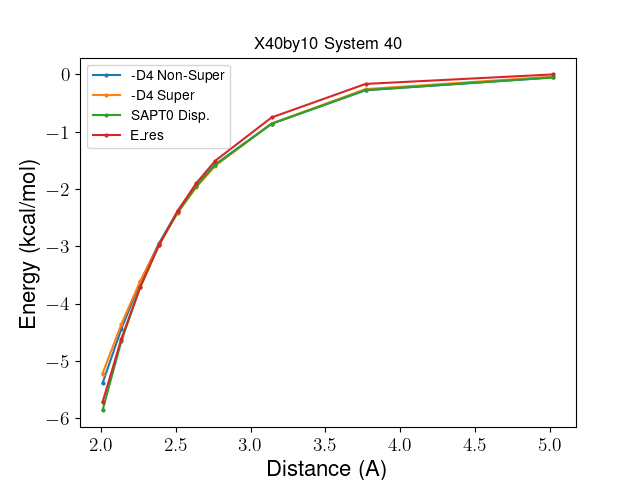 X40by10 System 40
-D4 Non-Super
-D4 Super
SAPT0 Disp.
E_res
Energy (kcal/mol)
0
−1
−2
−3
−4
−5
−6
2.0 2.5 3.0 3.5 4.0 4.5 5.0
Distance (A)